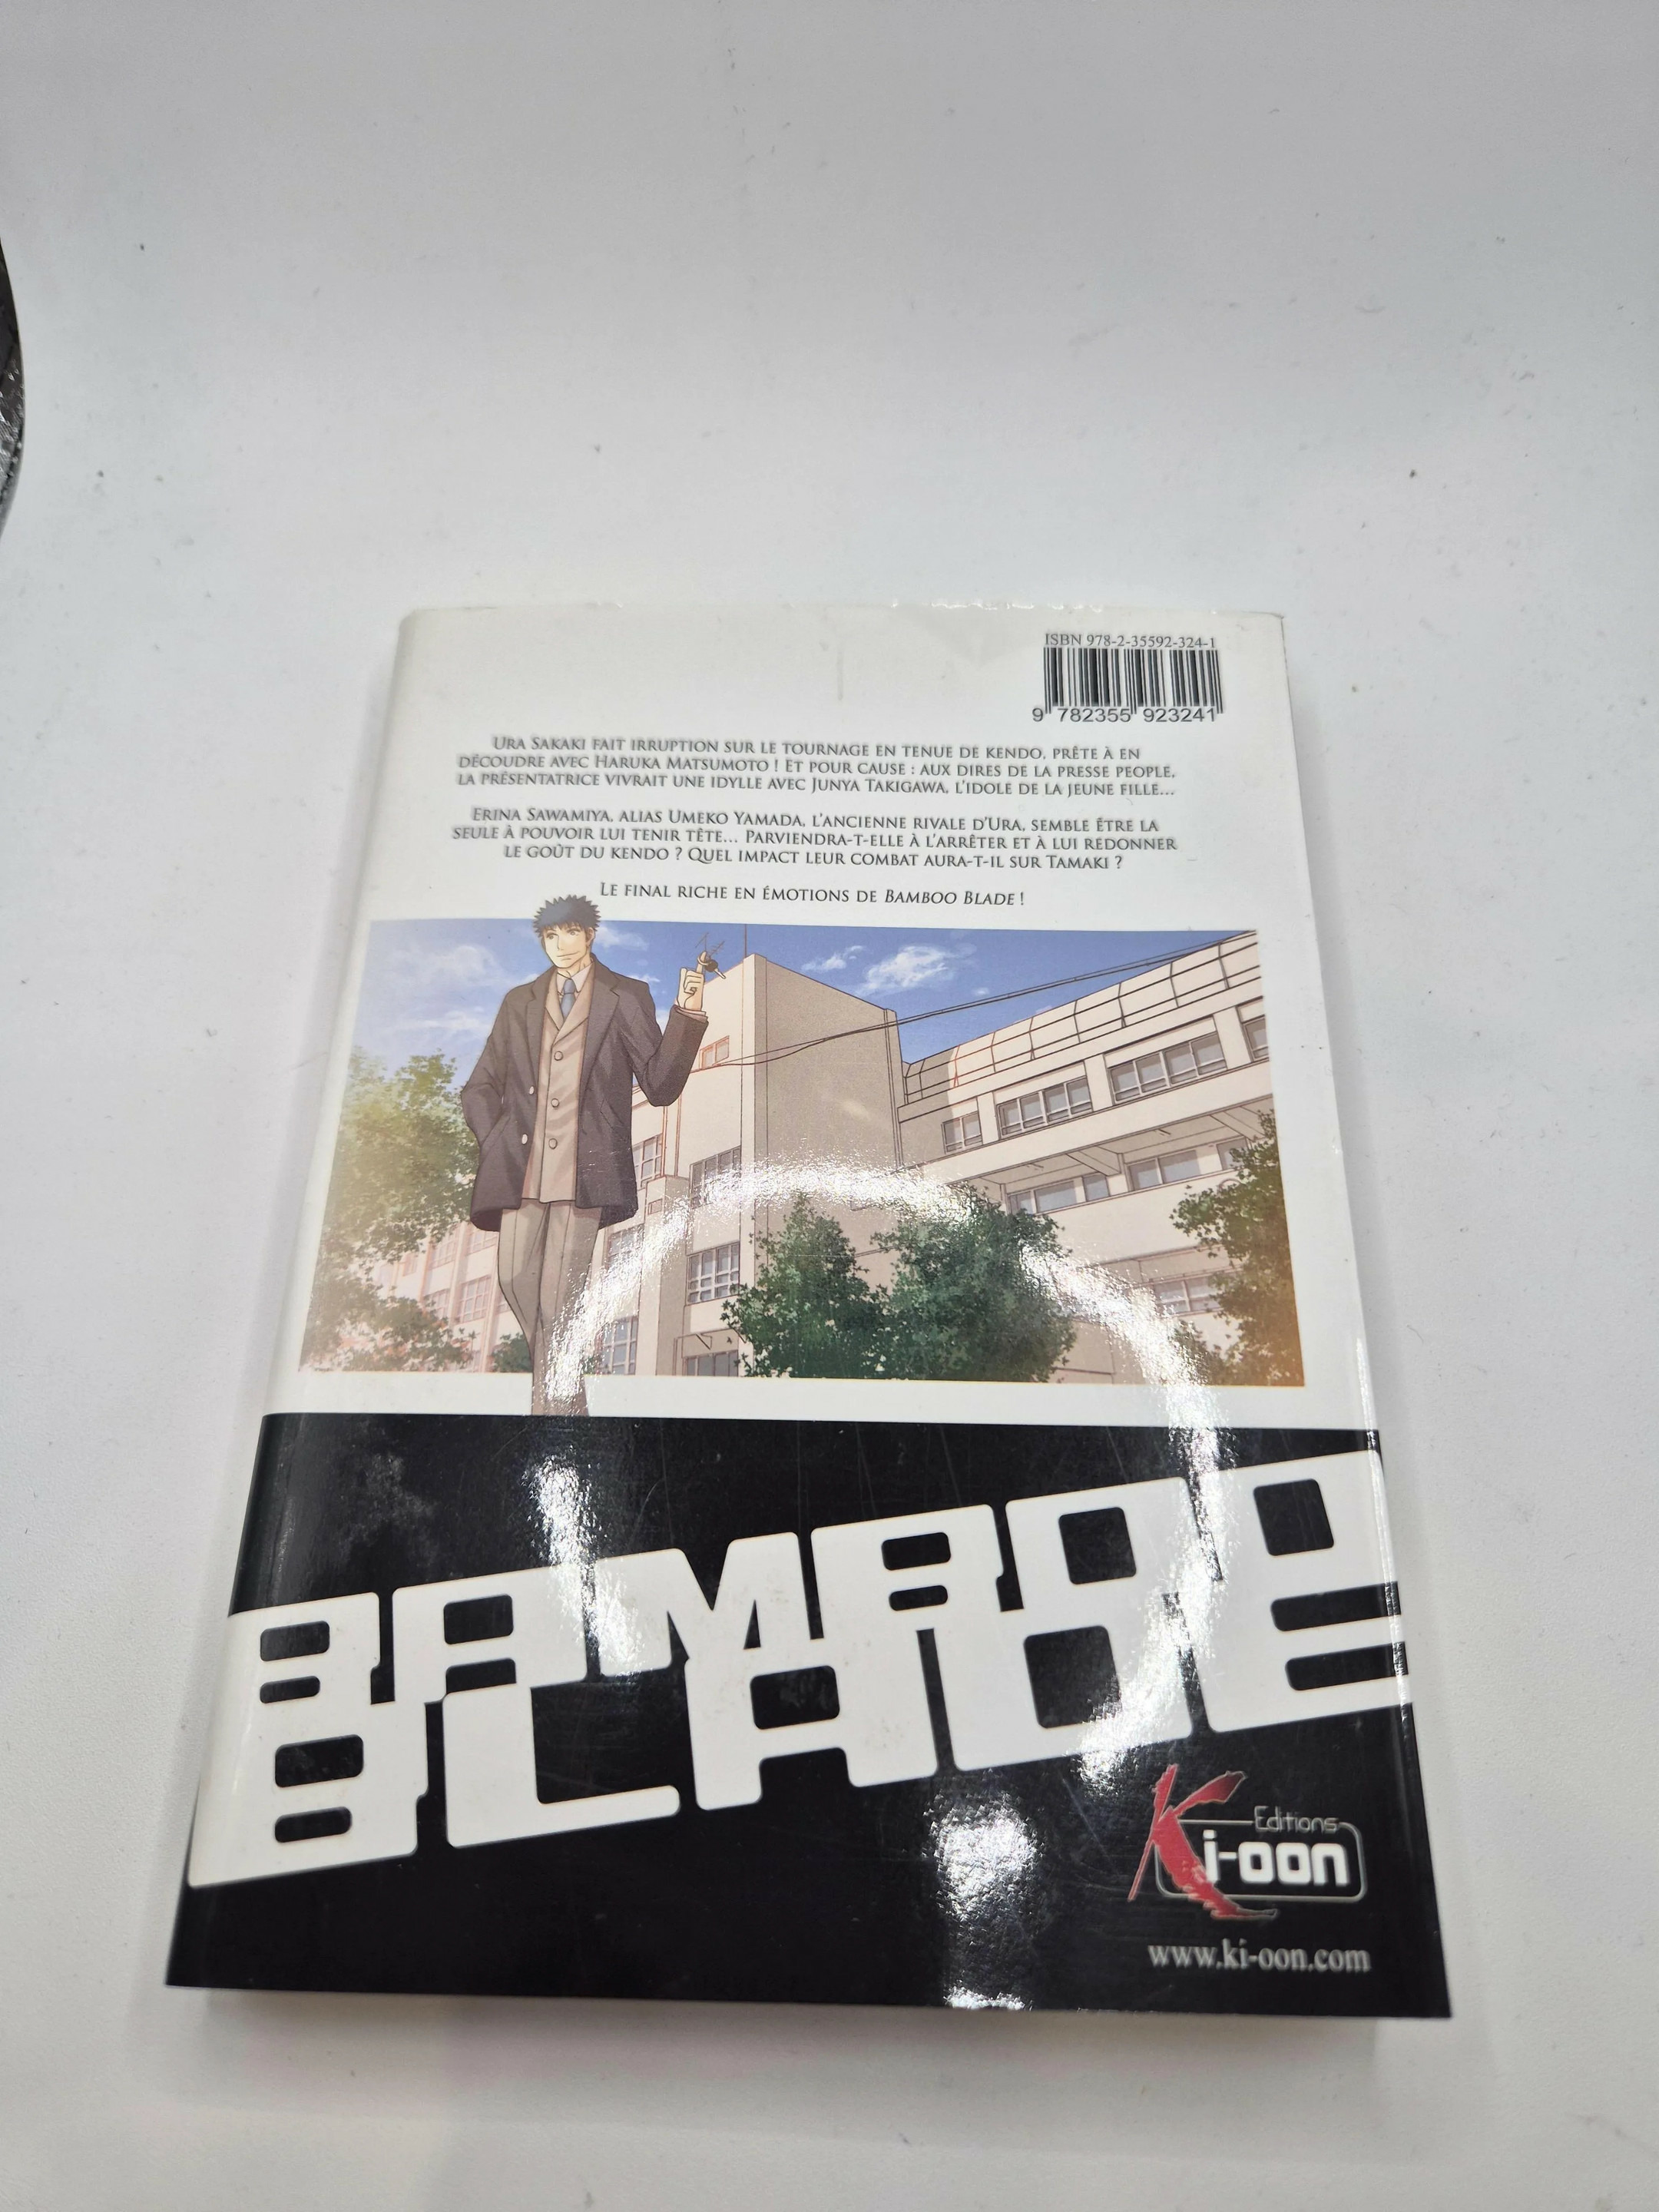 ISBN 978-2-35592-324-1
9 782355 923241
URA SAKAKI FAIT IRRUPTION SUR LE TOURNAGE EN TENUE DE KENDO, PRÊTE À EN
DÉCOUDRE AVEC HARUKA MATSUMOTO ! ET POUR CAUSE : AUX DIRES DE LA PRESSE PEOPLE,
LA PRÉSENTATRICE VIVRAIT UNE IDYLLE AVEC JUNYA TAKIGAWA, L'IDOLE DE LA JEUNE FILLE...
ERINA SAWAMIYA, ALIAS UMEKO YAMADA, L'ANCIENNE RIVALE D'URA, SEMBLE ÊTRE LA
SEULE À POUVOIR LUI TENIR TÊTE... PARVIENDRA-T-ELLE À L'ARRÊTER ET À LUI REDONNER
LE GOÛT DU KENDO ? QUEL IMPACT LEUR COMBAT AURA-T-IL SUR TAMAKI ?
LE FINAL RICHE EN ÉMOTIONS DE BAMBOO BLADE !
BAMBOO
BLADE
Editions
Ki-oon
www.ki-oon.com